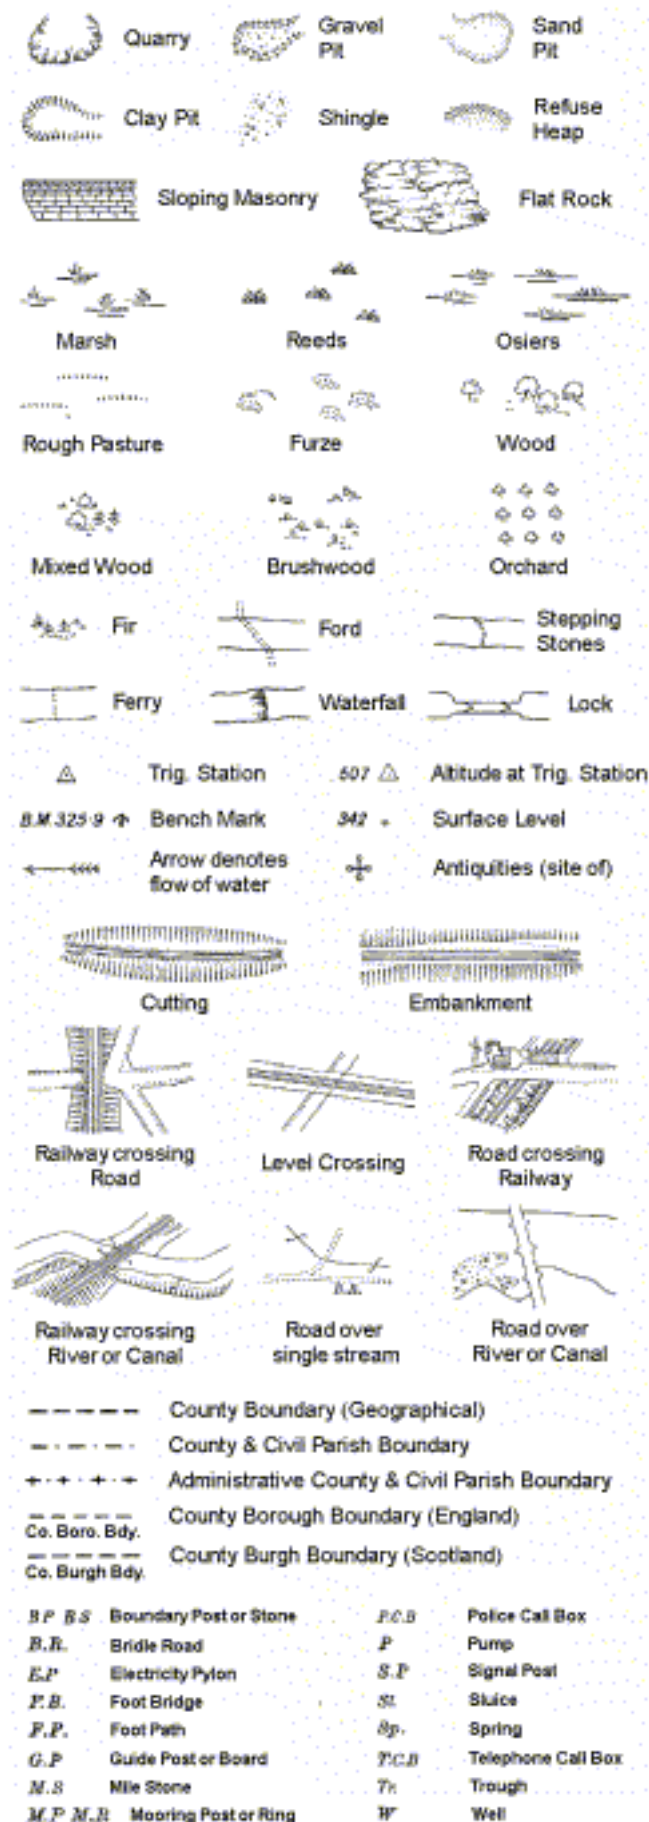 Quarry
Gravel Pit
Sand Pit
Clay Pit
Shingle
Refuse Heap
Sloping Masonry
Flat Rock
Marsh
Reeds
Osiers
Rough Pasture
Furze
Wood
Mixed Wood
Brushwood
Orchard
Fir
Ford
Stepping Stones
Ferry
Waterfall
Lock
Trig. Station
507 Altitude at Trig. Station
B.M.325·9 Bench Mark
342 Surface Level
Arrow denotes
flow of water
Antiquities (site of)
Cutting
Embankment
Railway crossing
Road
Level Crossing
Road crossing
Railway
B.R.
Railway crossing
River or Canal
Road over
single stream
Road over
River or Canal
County Boundary (Geographical)
County & Civil Parish Boundary
Administrative County & Civil Parish Boundary
Co. Boro. Bdy. County Borough Boundary (England)
Co. Burgh Bdy. County Burgh Boundary (Scotland)
B P B S Boundary Post or Stone
P.C.B Police Call Box
B.R. Bridle Road
P Pump
E.P Electricity Pylon
S.P Signal Post
F.B. Foot Bridge
Sl. Sluice
F.P. Foot Path
Sp. Spring
G.P Guide Post or Board
T.C.B Telephone Call Box
M.S Mile Stone
Tr. Trough
M.P M.R Mooring Post or Ring
W Well